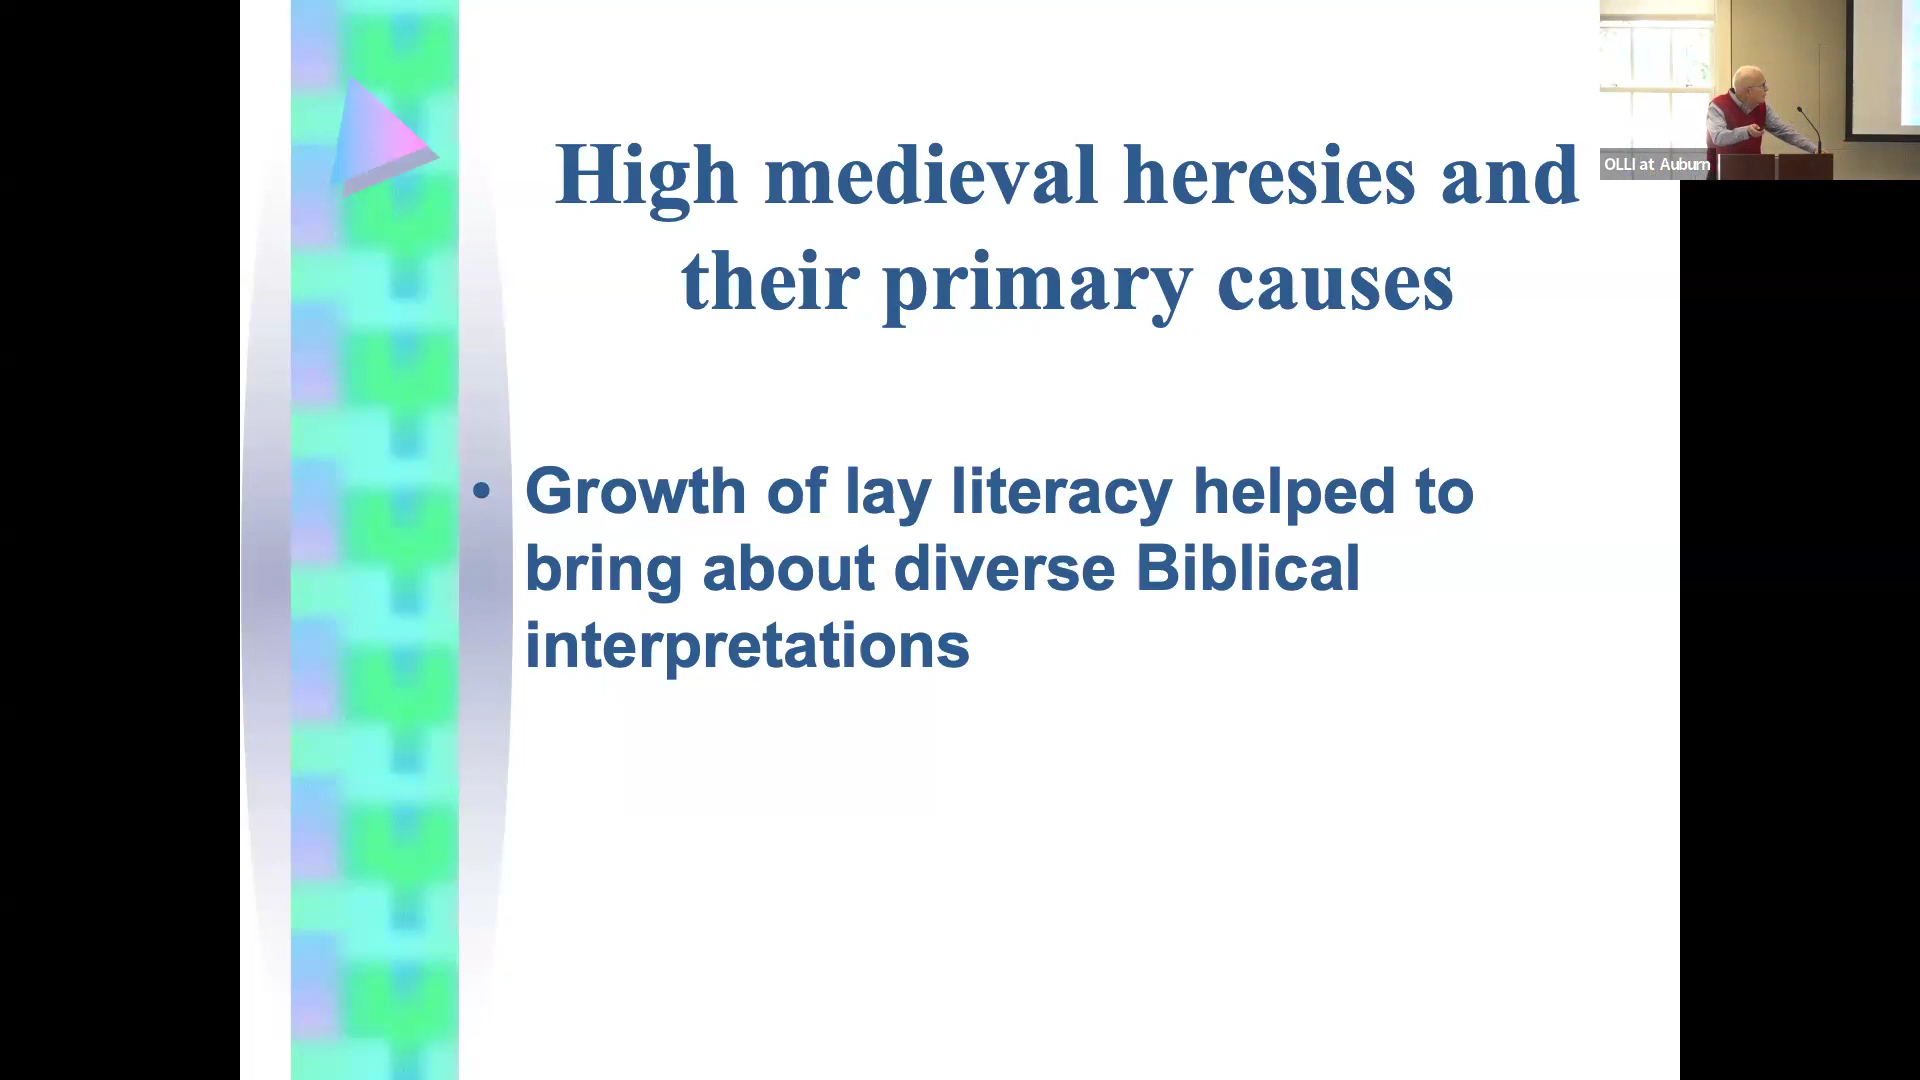 High medieval heresies and
their primary causes
• Growth of lay literacy helped to
bring about diverse Biblical
interpretations
OLLI at Auburn